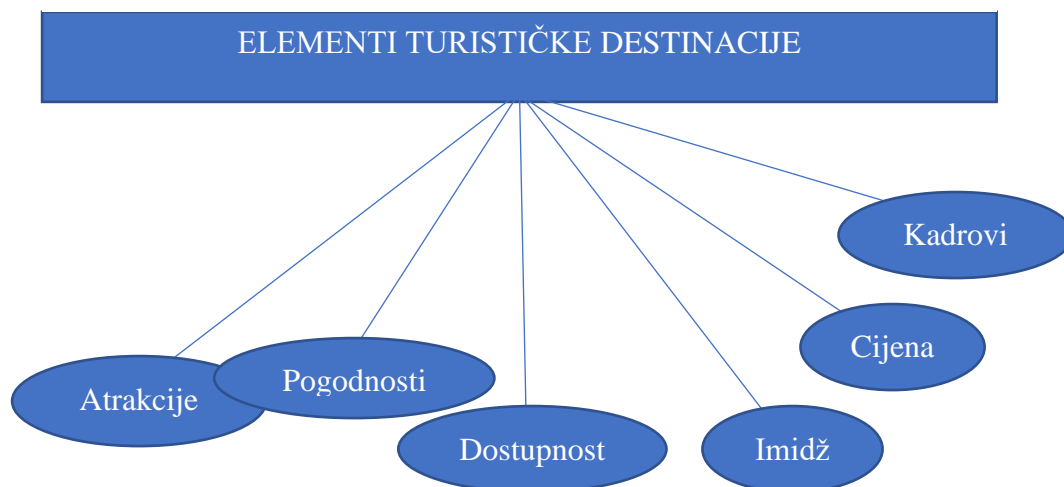 ELEMENTI TURISTIČKE DESTINACIJE
Kadrovi
Cijena
Pogodnosti
Atrakcije
Dostupnost
Imidž